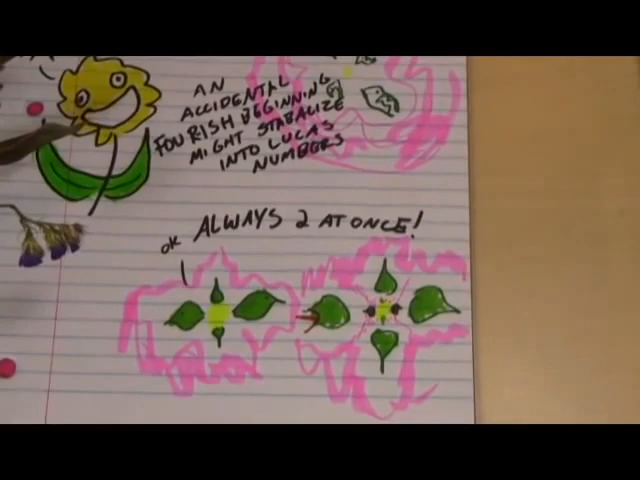 AN
ACCIDENTAL
FOURISH BEGINNING
MIGHT STABALIZE
INTO LUCAS
NUMBERS
OK ALWAYS 2 AT ONCE!